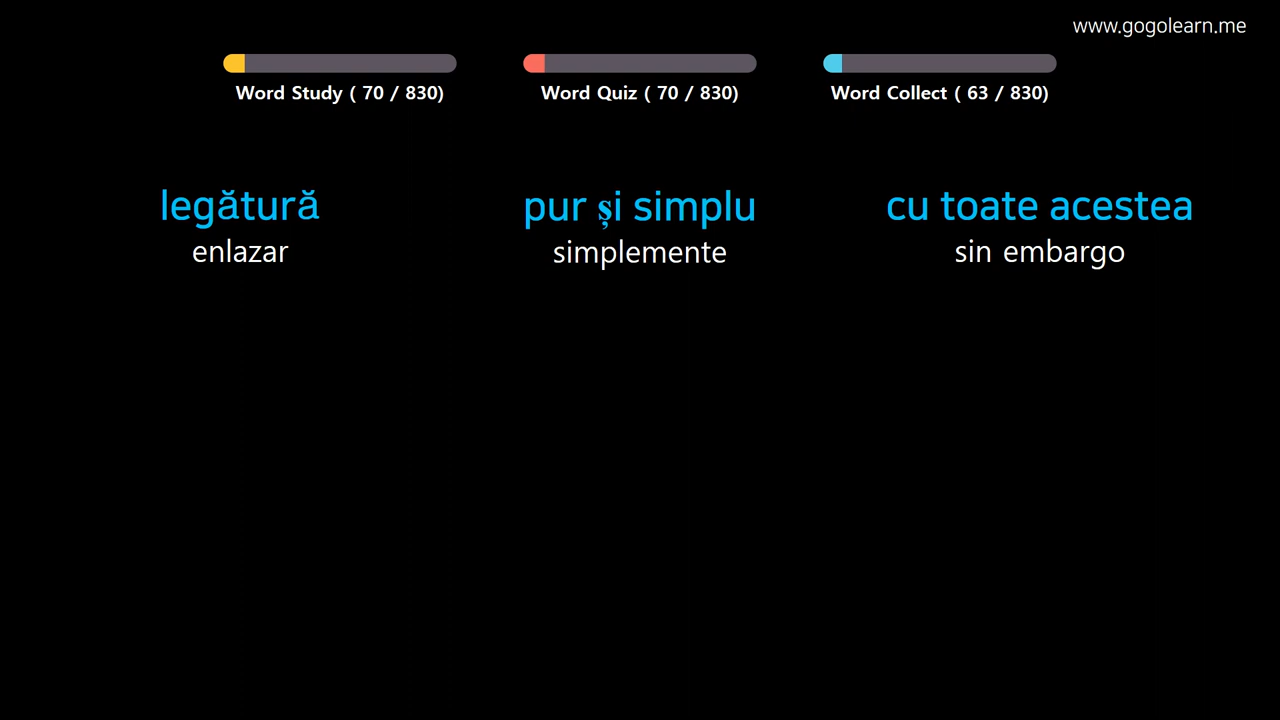 www.gogolearn.me
Word Study ( 70 / 830)
Word Quiz ( 70 / 830)
Word Collect ( 63 / 830)
legătură
enlazar
pur și simplu
simplemente
cu toate acestea
sin embargo